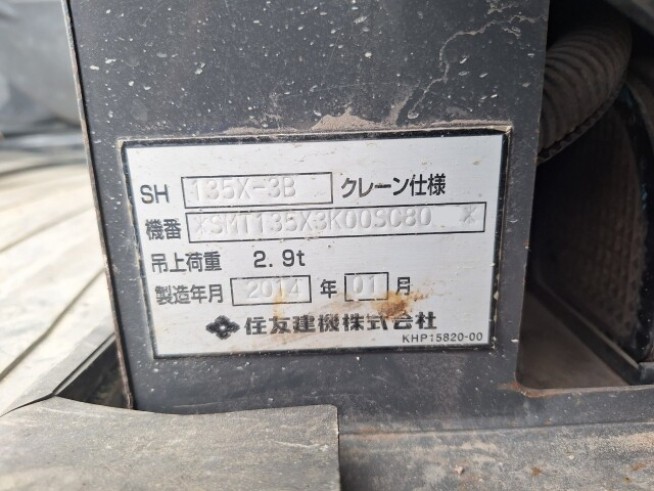 SH 135X-3B クレーン仕様
機番 *SMT135X3K00SC80 *
吊上荷重 2.9t
製造年月 2014 年 01 月
住友建機株式会社
KHP15820-00